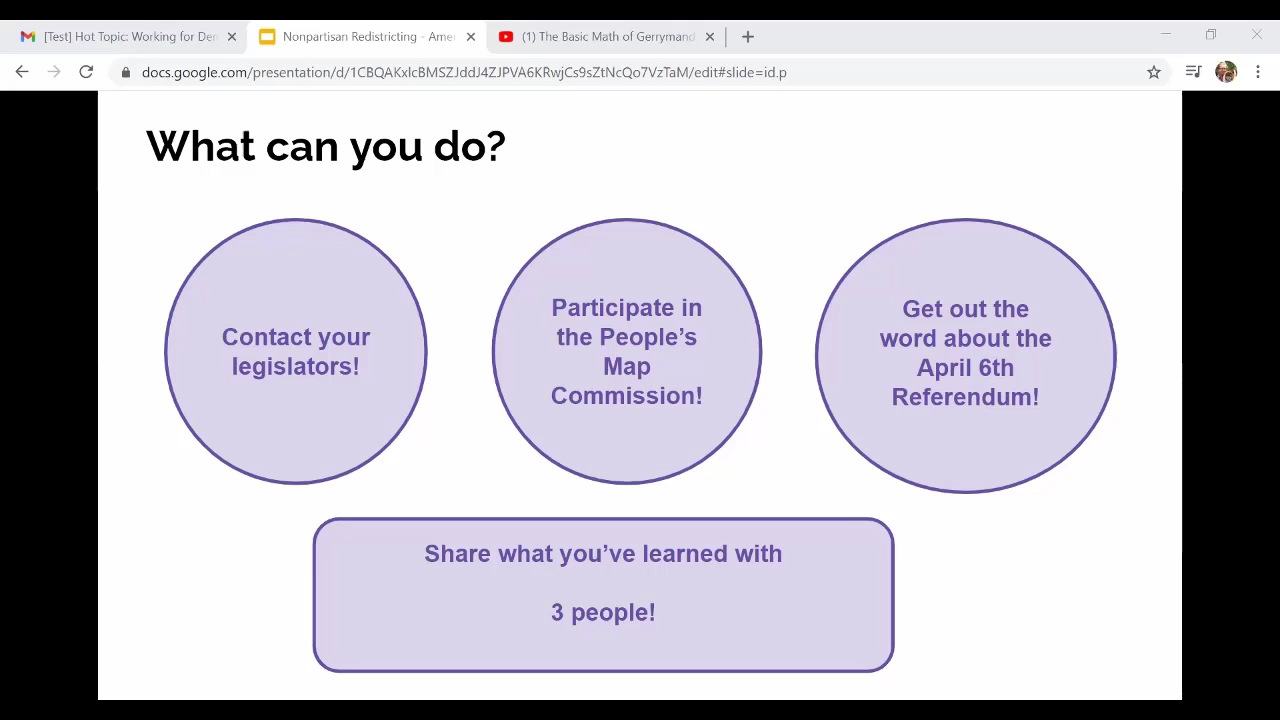 [Test] Hot Topic: Working for Den
Nonpartisan Redistricting - Amer
(1) The Basic Math of Gerrymand
docs.google.com/presentation/d/1CBQAKxlcBMSZIddJ4ZJPVA6KRwjCs9sZtNcQo7VzTaM/edit#slide=id.p
What can you do?
Contact your
legislators!
Participate in
the People's
Map
Commission!
Get out the
word about the
April 6th
Referendum!
Share what you've learned with
3 people!